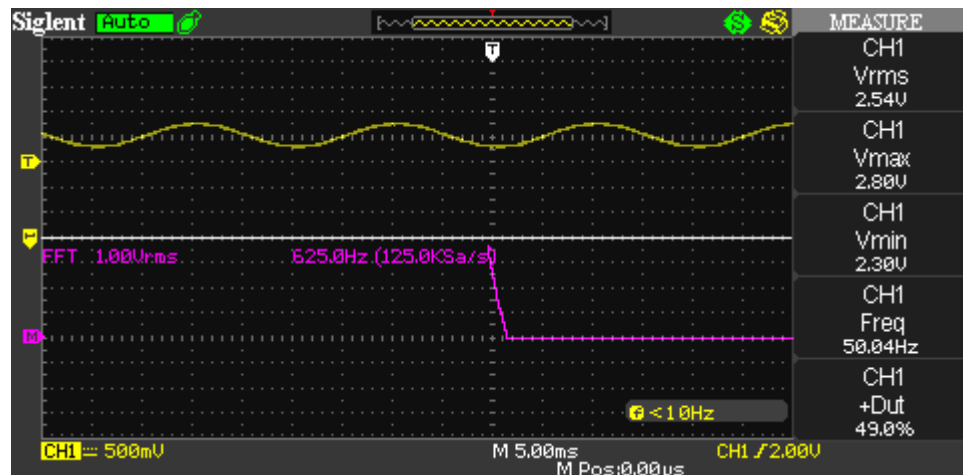 Siglent Auto MEASURE
T
CH1
Vrms
2.54V
CH1
Vmax
2.80V
T
CH1
Vmin
2.30V
1
FFT 1.00Vrms 625.0Hz (125.0KSa/s)
CH1
Freq
50.04Hz
M
CH1
+Dut
49.0%
f <10Hz
CH1 500mV M 5.00ms CH1 /2.00V
M Pos:0.00µs